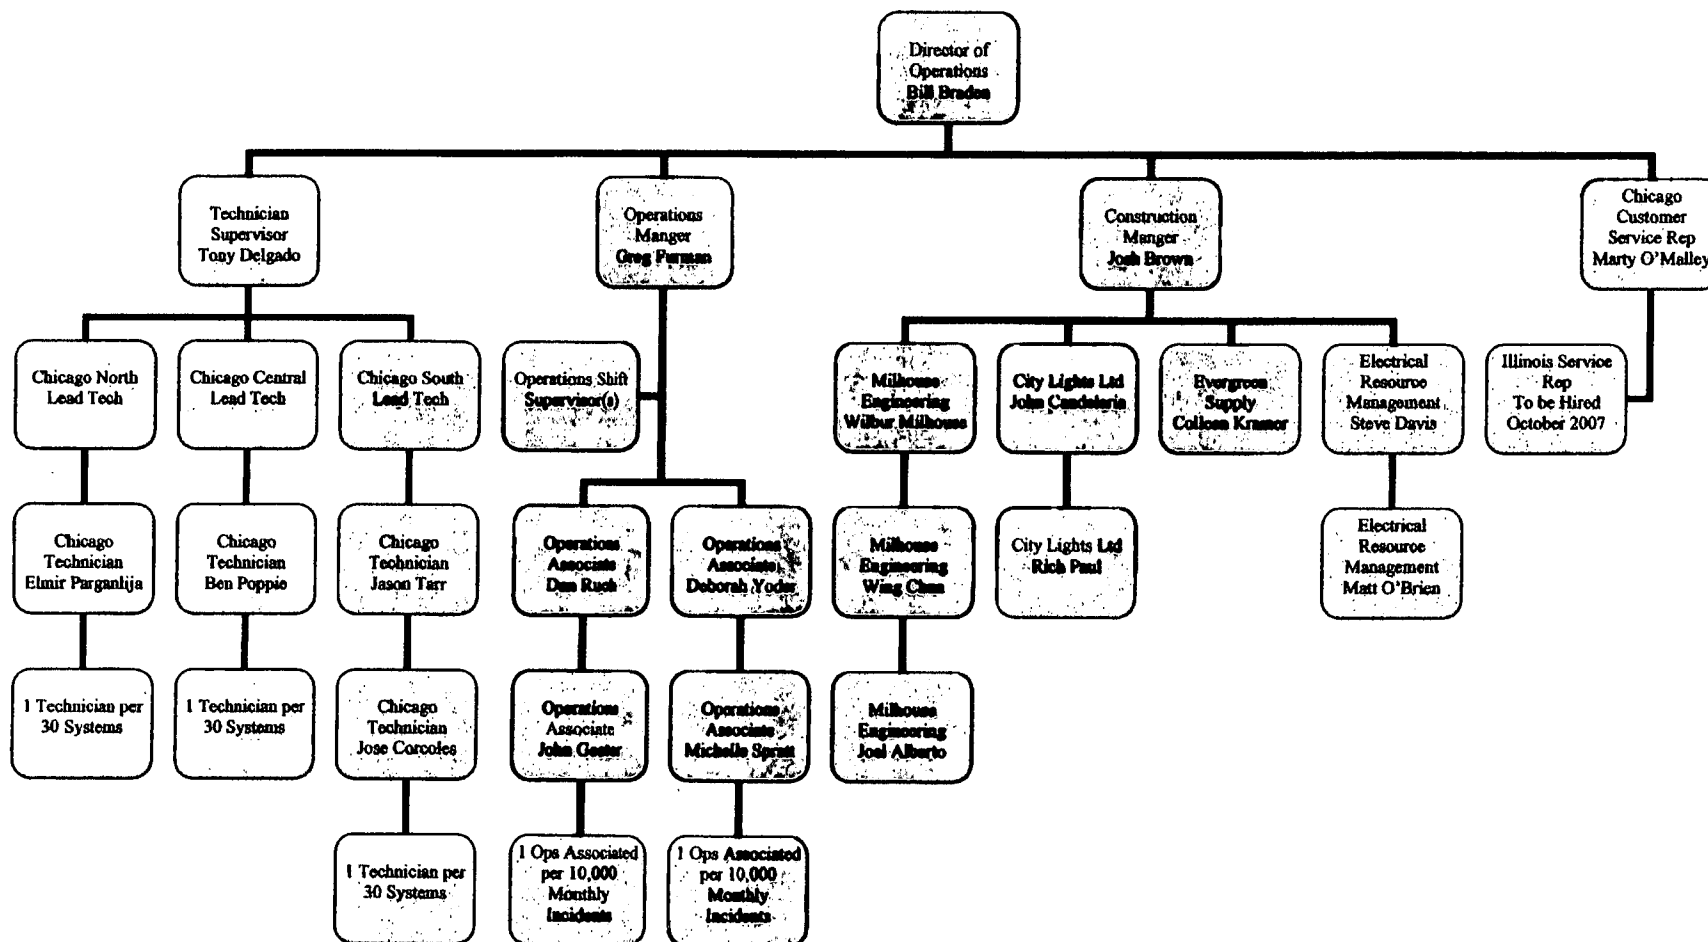 Director of
Operations
Bill Braden
Technician
Supervisor
Tony Delgado
Operations
Manger
Greg Furman
Construction
Manger
Josh Brown
Chicago
Customer
Service Rep
Marty O'Malley
Chicago North
Lead Tech
Chicago Central
Lead Tech
Chicago South
Lead Tech
Operations Shift
Supervisor(s)
Milhouse
Engineering
Wilbur Milhouse
City Lights Ltd
John Candelaria
Evergreen
Supply
Colleen Kramer
Electrical
Resource
Management
Steve Davis
Illinois Service
Rep
To be Hired
October 2007
Chicago
Technician
Elmir Parganlija
Chicago
Technician
Ben Poppie
Chicago
Technician
Jason Tarr
Operations
Associate
Dan
Operations
Associate
Deborah Yoder
Milhouse
Engineering
Wing
City Lights Ltd
Rich Paul
Electrical
Resource
Management
Matt O'Brien
1 Technician per
30 Systems
1 Technician per
30 Systems
Chicago
Technician
Jose Corcoles
Operations
Associate
John
Operations
Associate
Michelle
Milhouse
Engineering
Joel Alberto
1 Technician per
30 Systems
1 Ops Associated
per 10,000
Monthly
Incidents
1 Ops Associated
per 10,000
Monthly
Incidents